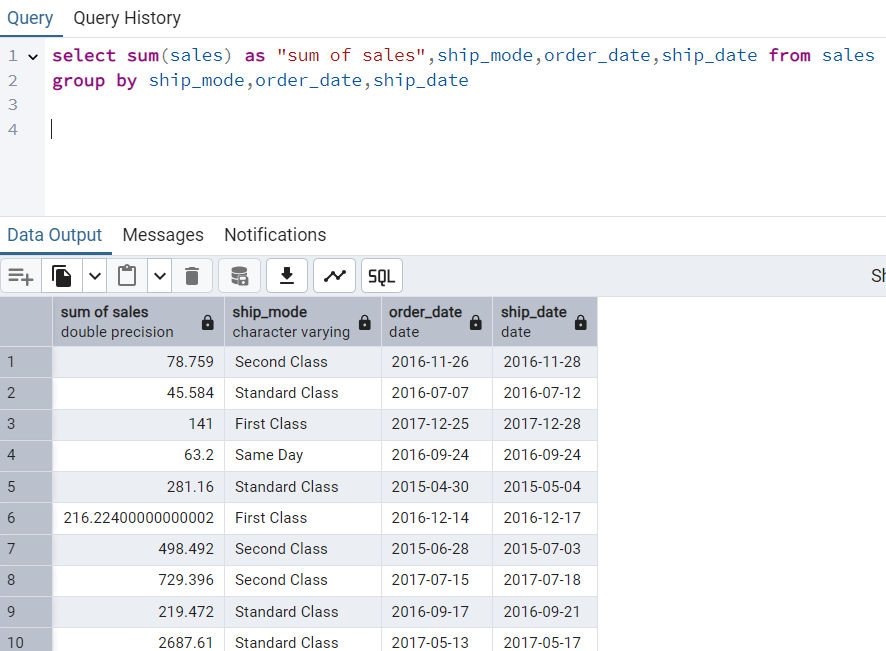 Query Query History
1 select sum(sales) as "sum of sales",ship_mode,order_date,ship_date from sales
2 group by ship_mode,order_date,ship_date
3
4
Data Output Messages Notifications
SQL
sum of sales ship_mode order_date ship_date
double precision character varying date date
1 78.759 Second Class 2016-11-26 2016-11-28
2 45.584 Standard Class 2016-07-07 2016-07-12
3 141 First Class 2017-12-25 2017-12-28
4 63.2 Same Day 2016-09-24 2016-09-24
5 281.16 Standard Class 2015-04-30 2015-05-04
6 216.22400000000002 First Class 2016-12-14 2016-12-17
7 498.492 Second Class 2015-06-28 2015-07-03
8 729.396 Second Class 2017-07-15 2017-07-18
9 219.472 Standard Class 2016-09-17 2016-09-21
10 2687.61 Standard Class 2017-05-13 2017-05-17